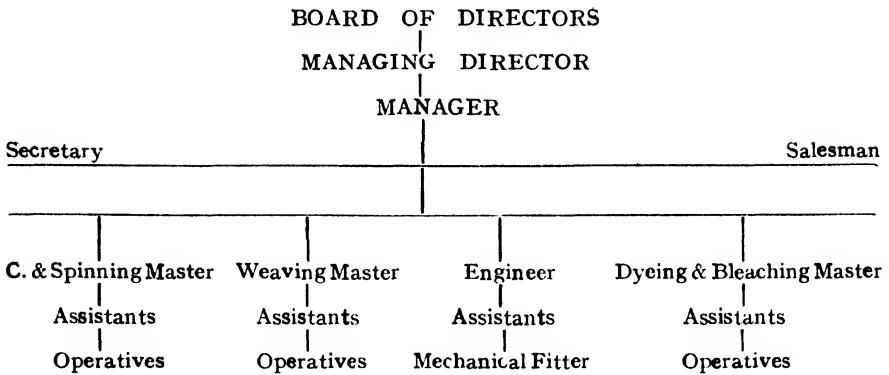 BOARD OF DIRECTORS
MANAGING DIRECTOR
MANAGER
Secretary Salesman
C. & Spinning Master Weaving Master Engineer Dyeing & Bleaching Master
Assistants Assistants Assistants Assistants
Operatives Operatives Mechanical Fitter Operatives